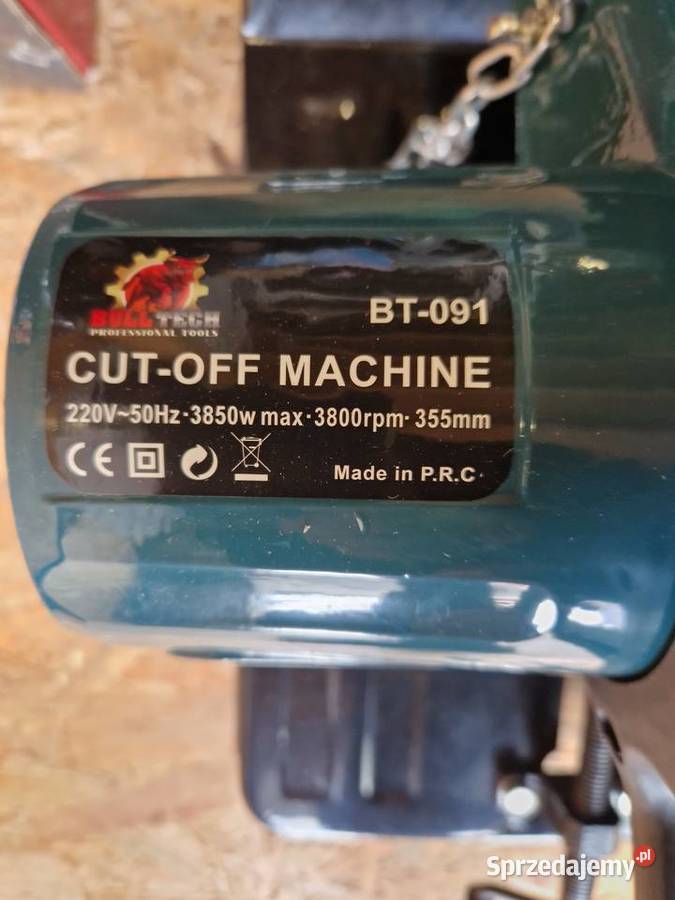 BULL TECH
PROFESSIONAL TOOLS
BT-091
CUT-OFF MACHINE
220V~50Hz·3850w max·3800rpm·355mm
CE
Made in P.R.C
Sprzedajemy.pl